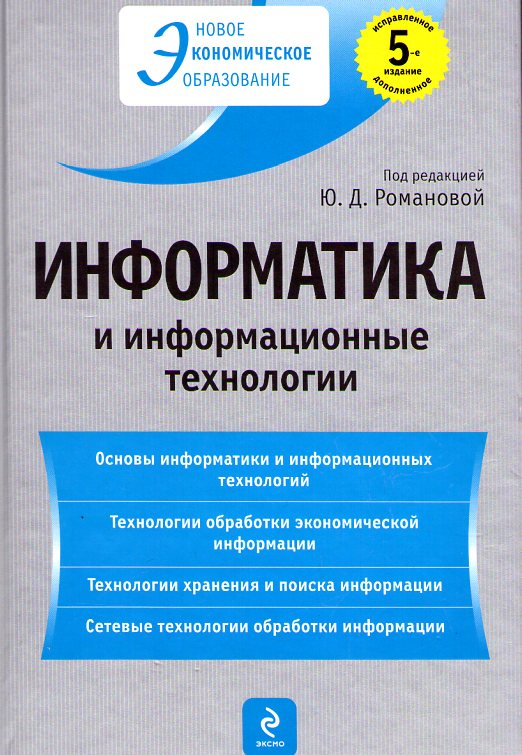 НОВОЕ
ЭКОНОМИЧЕСКОЕ
ОБРАЗОВАНИЕ
исправленное
5-е
издание
дополненное
Под редакцией
Ю. Д. Романовой
ИНФОРМАТИКА
и информационные
технологии
Основы информатики и информационных
технологий
Технологии обработки экономической
информации
Технологии хранения и поиска информации
Сетевые технологии обработки информации
ЭКСМО